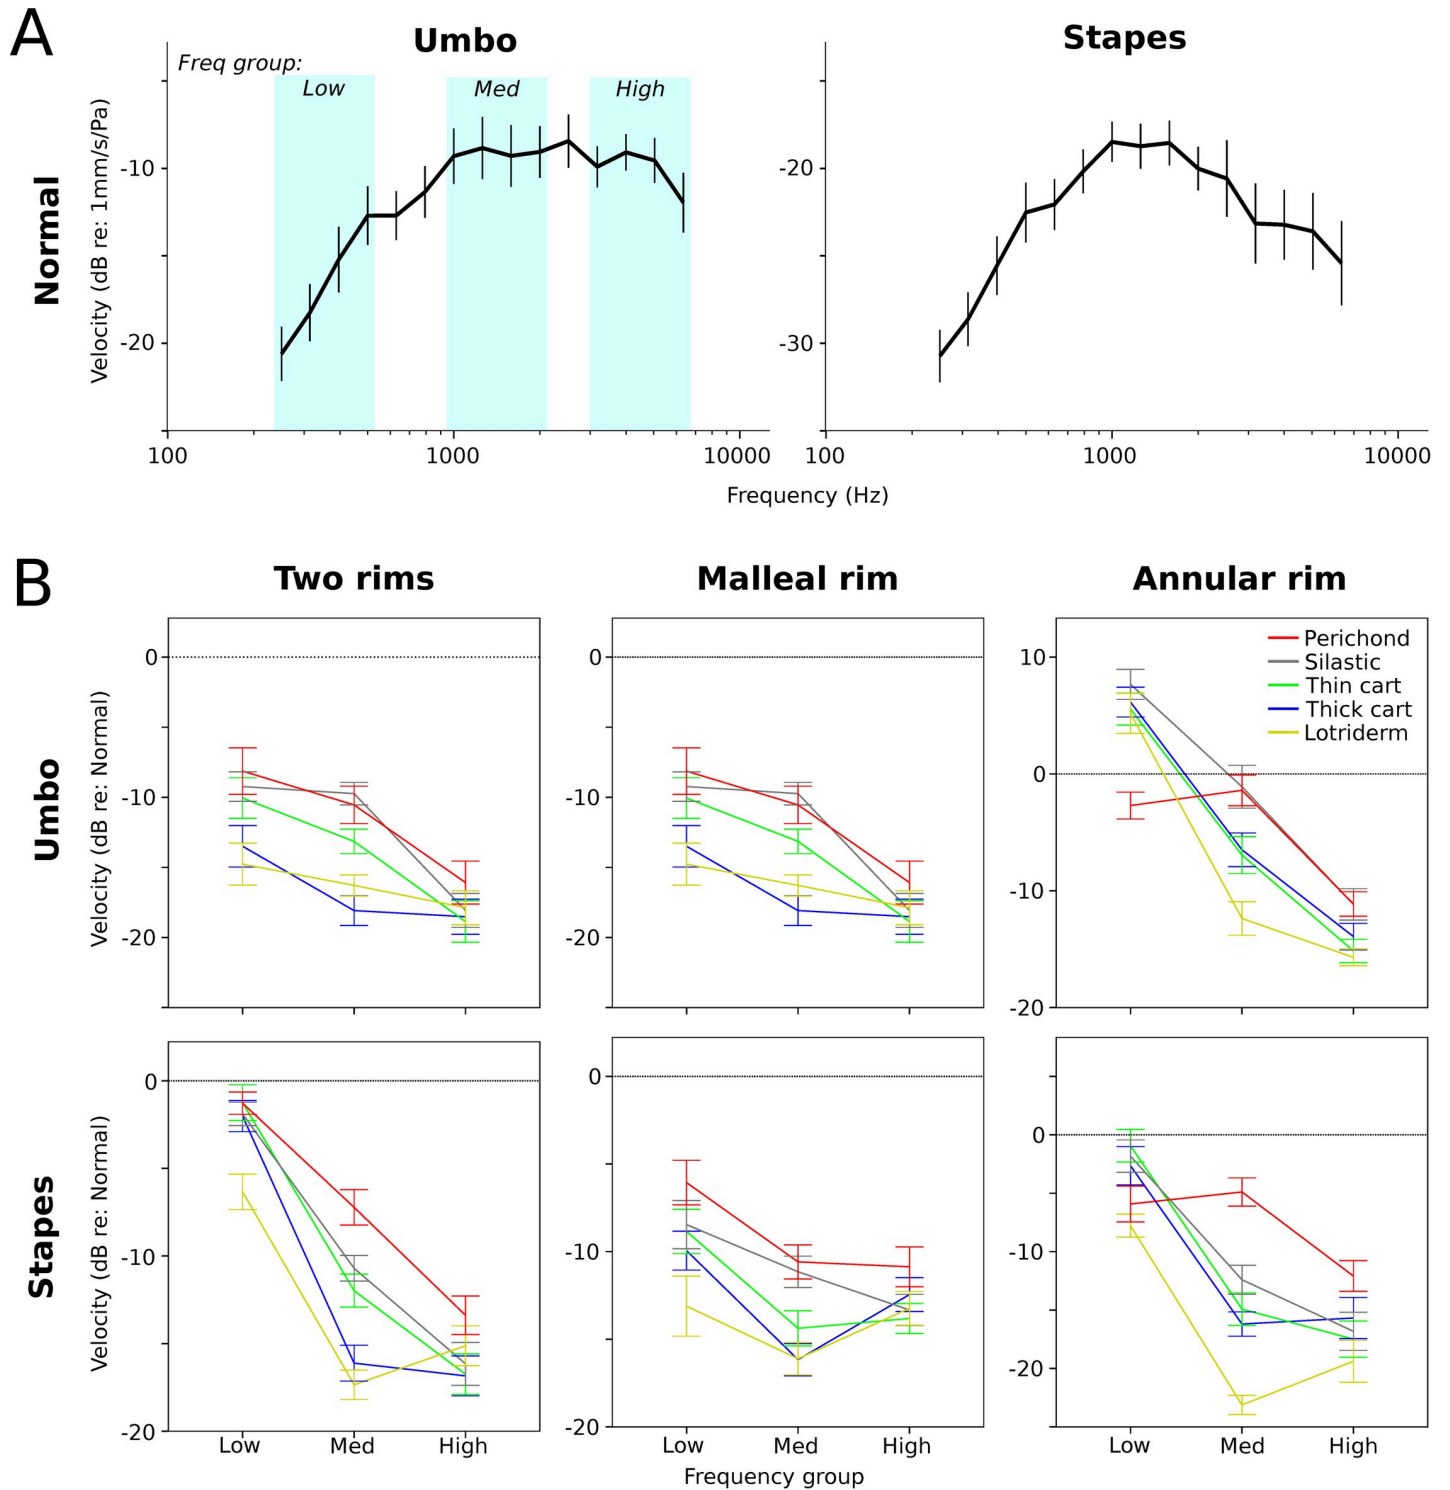 A
Umbo
Stapes
Freq group:
Low
Med
High
Normal
Velocity (dB re: 1mm/s/Pa)
-10
-20
100
1000
10000
-20
-30
100
1000
10000
Frequency (Hz)
B
Two rims
Malleal rim
Annular rim
Umbo
Velocity (dB re: Normal)
0
-10
-20
0
-10
-20
10
0
-10
-20
Perichond
Silastic
Thin cart
Thick cart
Lotriderm
Stapes
Velocity (dB re: Normal)
0
-10
-20
0
-10
-20
0
-10
-20
Low
Med
High
Low
Med
High
Low
Med
High
Frequency group